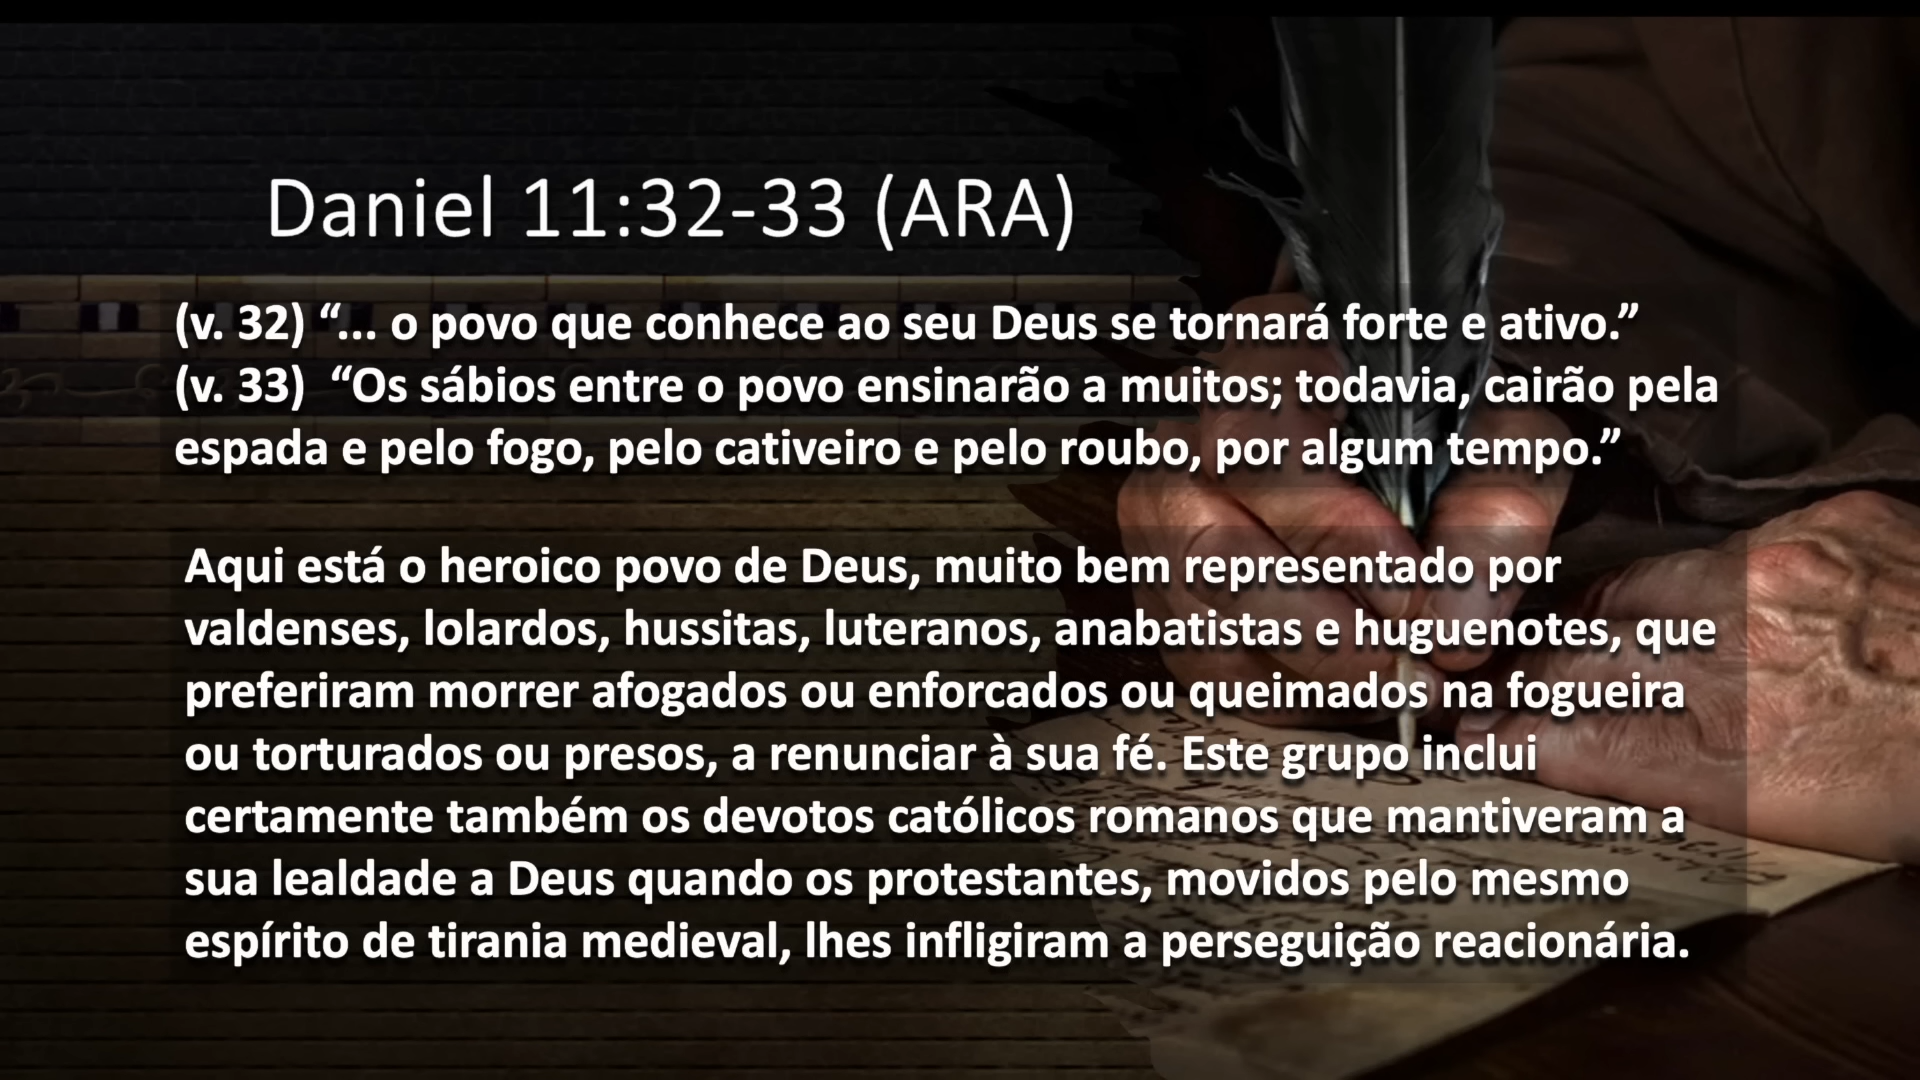 Daniel 11:32-33 (ARA)
(v. 32) “... o povo que conhece ao seu Deus se tornará forte e ativo.”
(v. 33)  “Os sábios entre o povo ensinarão a muitos; todavia, cairão pela
espada e pelo fogo, pelo cativeiro e pelo roubo, por algum tempo.”
Aqui está o heroico povo de Deus, muito bem representado por
valdenses, lolardos, hussitas, luteranos, anabatistas e huguenotes, que
preferiram morrer afogados ou enforcados ou queimados na fogueira
ou torturados ou presos, a renunciar à sua fé. Este grupo inclui
certamente também os devotos católicos romanos que mantiveram a
sua lealdade a Deus quando os protestantes, movidos pelo mesmo
espírito de tirania medieval, lhes infligiram a perseguição reacionária.